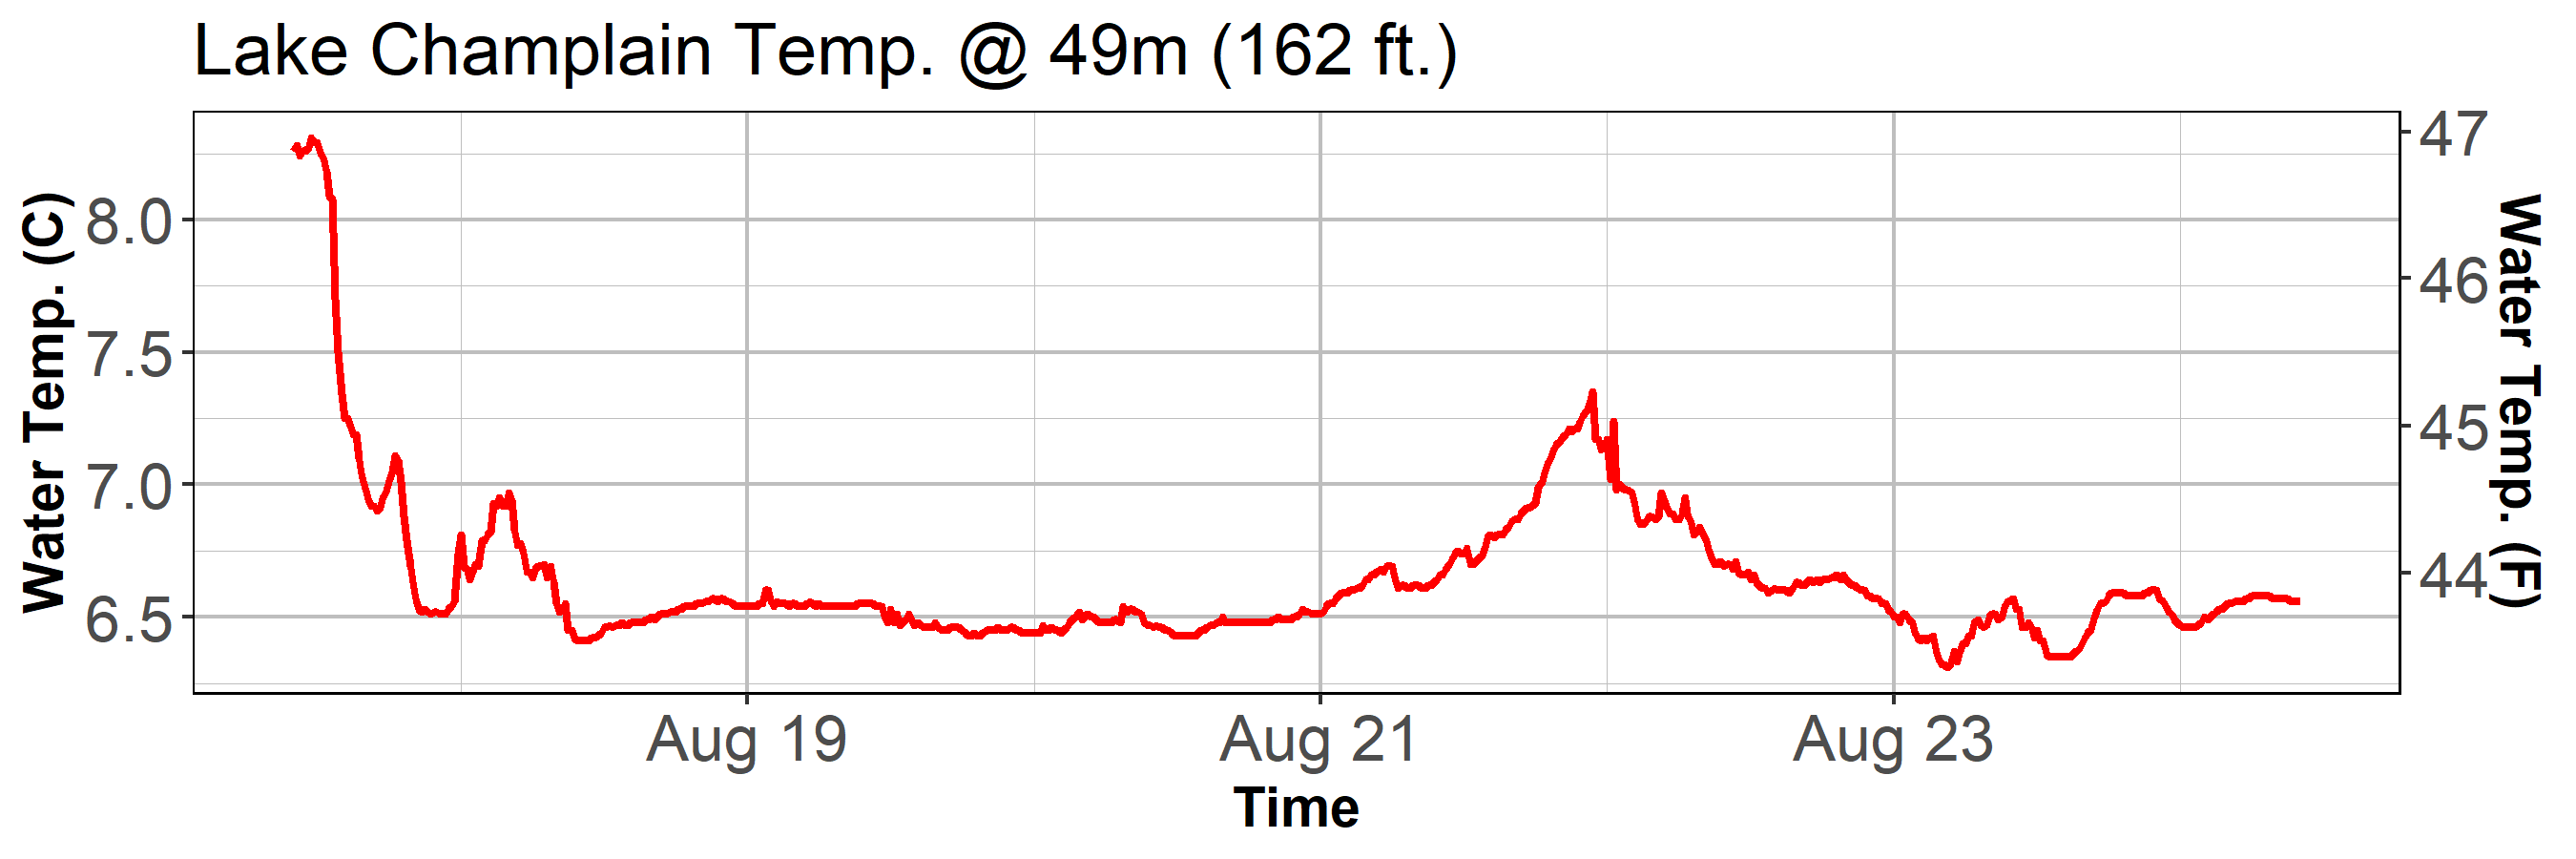 Lake Champlain Temp. @ 49m (162 ft.)
Water Temp. (C)
8.0
7.5
7.0
6.5
47
46
45
44
Water Temp. (F)
Aug 19 Aug 21 Aug 23
Time